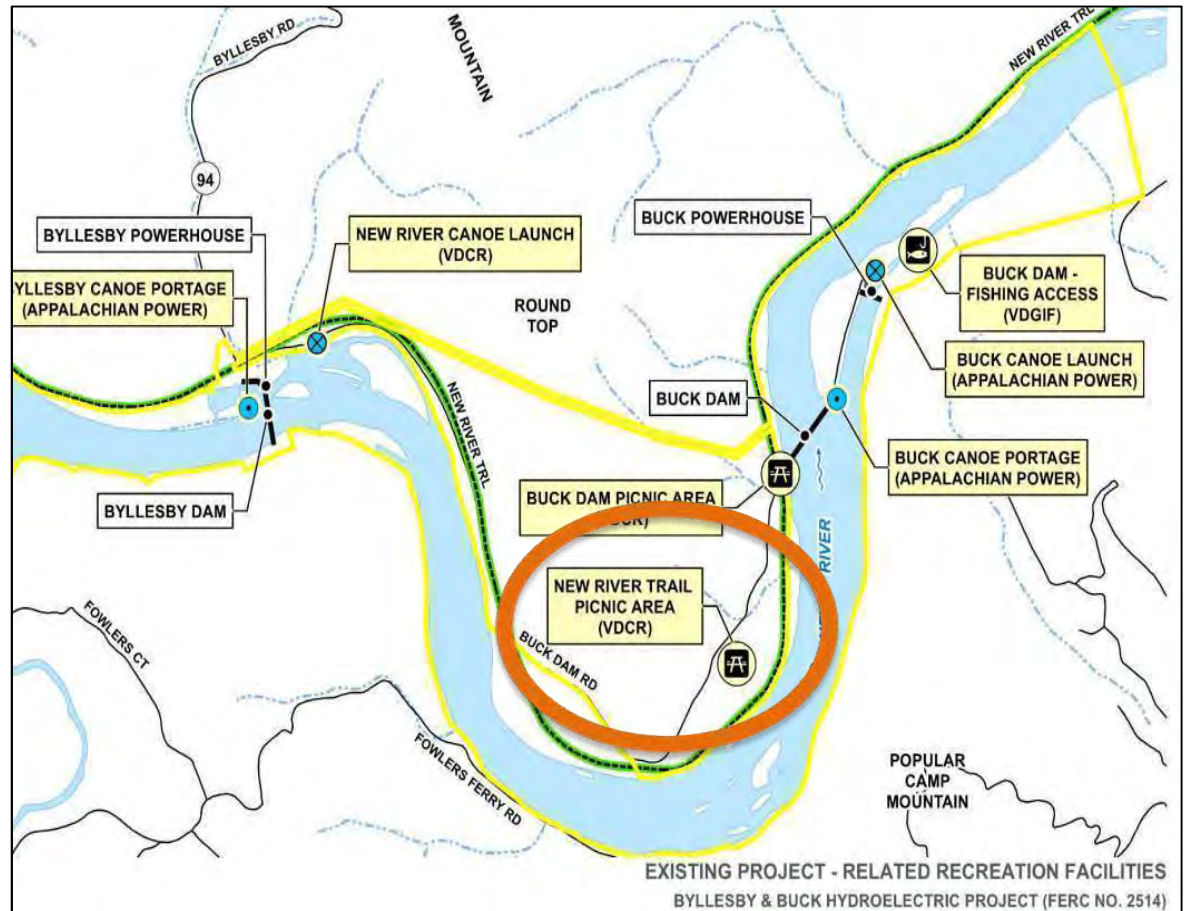 BYLLESBY RD
MOUNTAIN
NEW RIVER TRL
94
BYLLESBY POWERHOUSE
NEW RIVER CANOE LAUNCH
(VDCR)
BUCK POWERHOUSE
YLLESBY CANOE PORTAGE
(APPALACHIAN POWER)
ROUND
TOP
BUCK DAM -
FISHING ACCESS
(VDGIF)
BUCK CANOE LAUNCH
(APPALACHIAN POWER)
NEW RIVER TRL
BUCK DAM
BUCK CANOE PORTAGE
(APPALACHIAN POWER)
BYLLESBY DAM
BUCK DAM PICNIC AREA
RIVER
NEW RIVER TRAIL
PICNIC AREA
(VDCR)
FOWLERS CT
BUCK DAM RD
FOWLERS FERRY RD
POPULAR
CAMP
MOUNTAIN
EXISTING PROJECT - RELATED RECREATION FACILITIES
BYLLESBY & BUCK HYDROELECTRIC PROJECT (FERC NO. 2514)